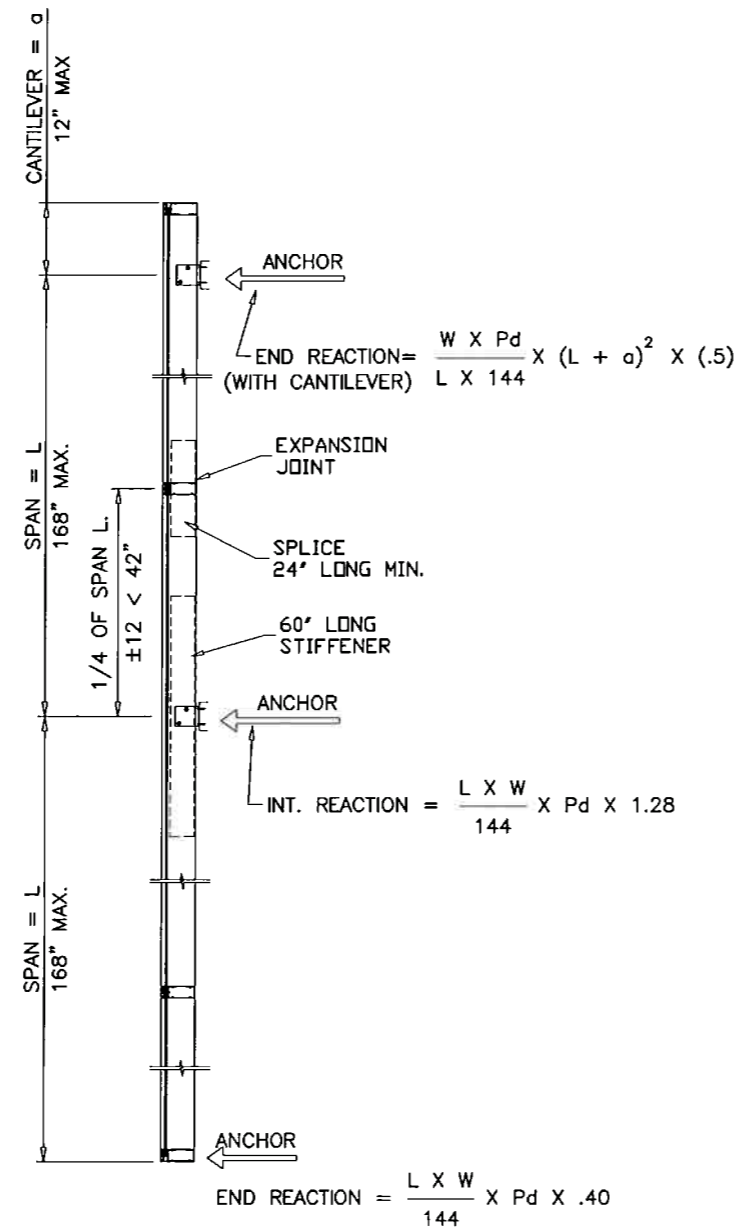 CANTILEVER = a
12" MAX
ANCHOR
END REACTION= W X Pd / L X 144 X (L + a)² X (.5)
(WITH CANTILEVER)
SPAN = L
168" MAX.
EXPANSION
JOINT
1/4 OF SPAN L.
±12 < 42"
SPLICE
24" LONG MIN.
60" LONG
STIFFENER
ANCHOR
INT. REACTION = L X W / 144 X Pd X 1.28
SPAN = L
168" MAX.
ANCHOR
END REACTION = L X W / 144 X Pd X .40